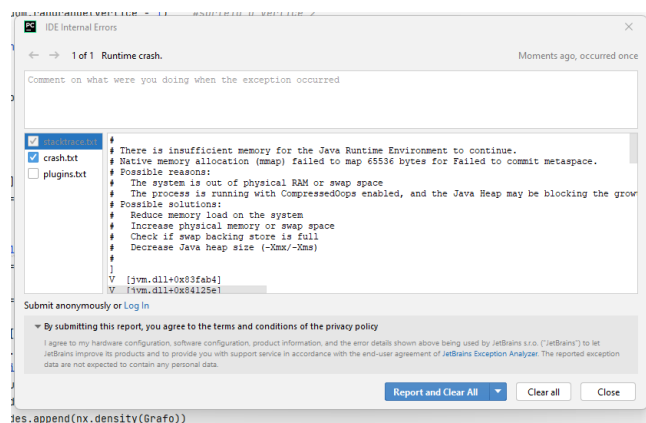 PC IDE Internal Errors
1 of 1 Runtime crash. Moments ago, occurred once
Comment on what were you doing when the exception occurred
stacktrace.txt
crash.txt
plugins.txt
#
# There is insufficient memory for the Java Runtime Environment to continue.
# Native memory allocation (mmap) failed to map 65536 bytes for Failed to commit metaspace.
# Possible reasons:
#   The system is out of physical RAM or swap space
#   The process is running with CompressedOops enabled, and the Java Heap may be blocking the grow
# Possible solutions:
#   Reduce memory load on the system
#   Increase physical memory or swap space
#   Check if swap backing store is full
#   Decrease Java heap size (-Xmx/-Xms)
#
]
V  [jvm.dll+0x83fab4]
V  [jvm.dll+0x84125e]
Submit anonymously or Log In
By submitting this report, you agree to the terms and conditions of the privacy policy
I agree to my hardware configuration, software configuration, product information, and the error details shown above being used by JetBrains s.r.o. ("JetBrains") to let
JetBrains improve its products and to provide you with support service in accordance with the end-user agreement of JetBrains Exception Analyzer. The reported exception
data are not expected to contain any personal data.
Report and Clear All
Clear all
Close
des.append(nx.density(Grafo))